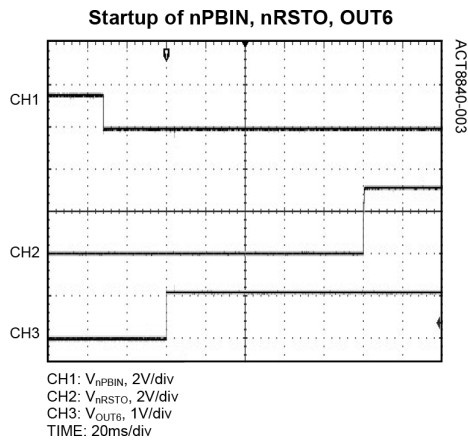 Startup of nPBIN, nRSTO, OUT6
ACT8840-003
CH1
CH2
CH3
CH1: VnPBIN, 2V/div
CH2: VnRSTO, 2V/div
CH3: VOUT6, 1V/div
TIME: 20ms/div